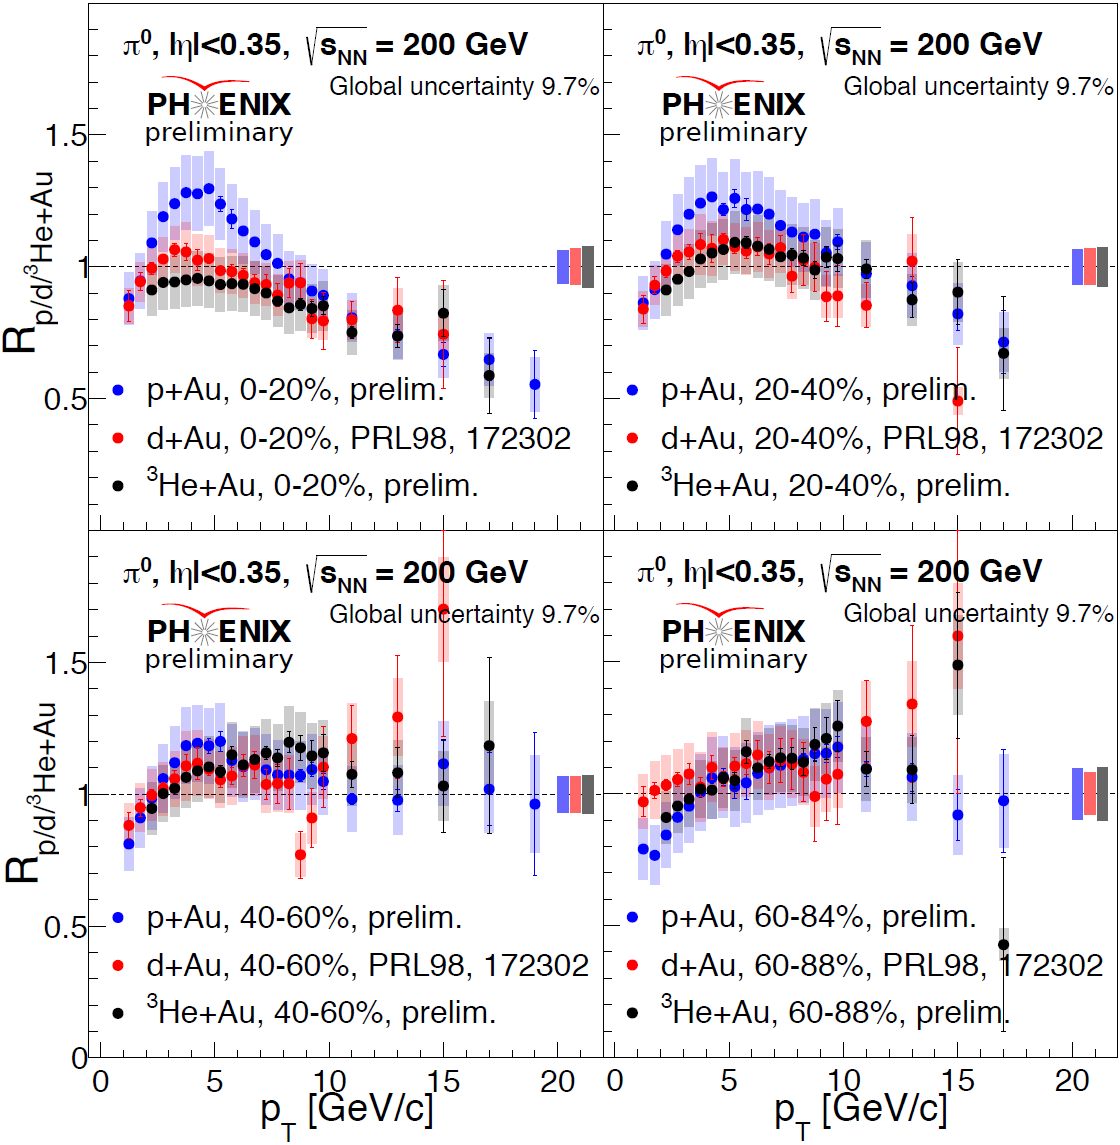 π⁰, |η|<0.35, √sNN = 200 GeV
Global uncertainty 9.7%
PHENIX
preliminary
1.5
1
0.5
Rp/d/³He+Au
p+Au, 0-20%, prelim.
d+Au, 0-20%, PRL98, 172302
³He+Au, 0-20%, prelim.
π⁰, |η|<0.35, √sNN = 200 GeV
Global uncertainty 9.7%
PHENIX
preliminary
p+Au, 20-40%, prelim.
d+Au, 20-40%, PRL98, 172302
³He+Au, 20-40%, prelim.
π⁰, |η|<0.35, √sNN = 200 GeV
Global uncertainty 9.7%
PHENIX
preliminary
1.5
1
0.5
0
Rp/d/³He+Au
p+Au, 40-60%, prelim.
d+Au, 40-60%, PRL98, 172302
³He+Au, 40-60%, prelim.
0 5 10 15 20
pT [GeV/c]
π⁰, |η|<0.35, √sNN = 200 GeV
Global uncertainty 9.7%
PHENIX
preliminary
p+Au, 60-84%, prelim.
d+Au, 60-88%, PRL98, 172302
³He+Au, 60-88%, prelim.
0 5 10 15 20
pT [GeV/c]